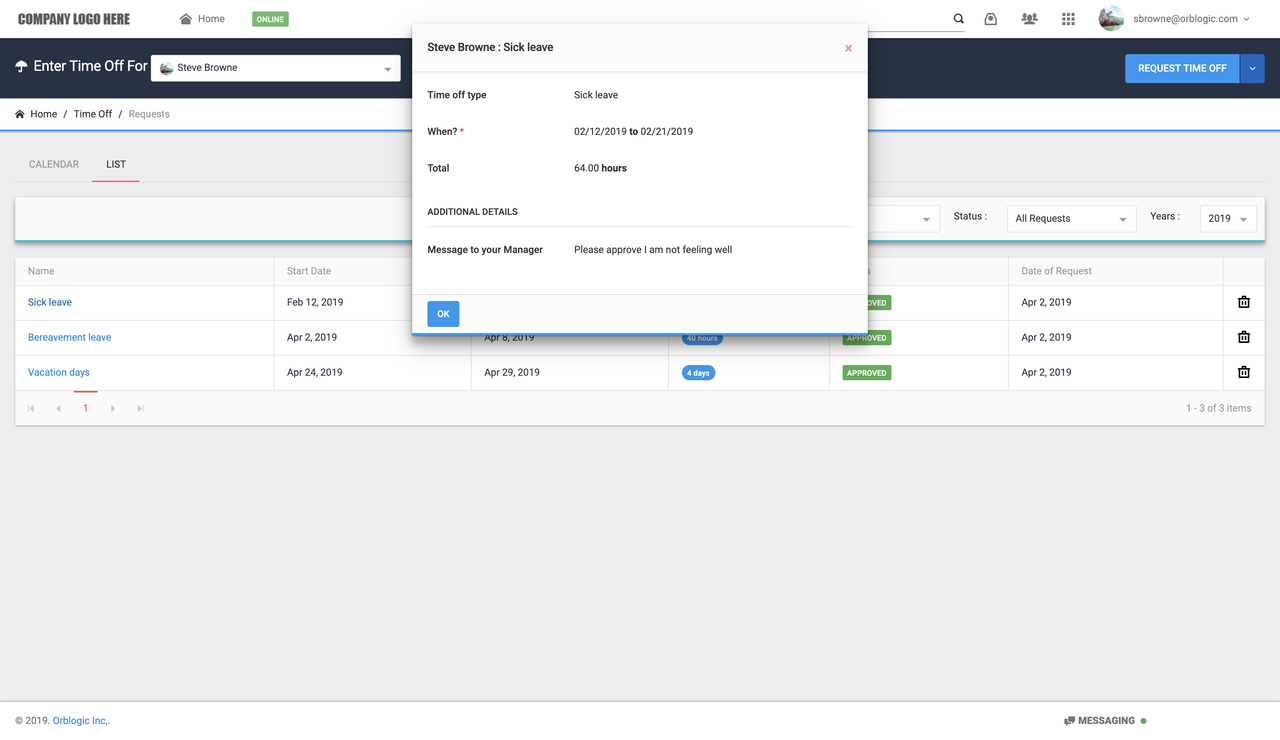 COMPANY LOGO HERE
Home
ONLINE
sbrowne@orblogic.com
Enter Time Off For
Steve Browne
REQUEST TIME OFF
Home / Time Off / Requests
CALENDAR
LIST
Status :
All Requests
Years :
2019
Steve Browne : Sick leave
×
Time off type
Sick leave
When? *
02/12/2019 to 02/21/2019
Total
64.00 hours
ADDITIONAL DETAILS
Message to your Manager
Please approve I am not feeling well
OK
Name
Start Date
Date of Request
Sick leave
Feb 12, 2019
Apr 2, 2019
Bereavement leave
Apr 2, 2019
Apr 8, 2019
40 hours
APPROVED
Apr 2, 2019
Vacation days
Apr 24, 2019
Apr 29, 2019
4 days
APPROVED
Apr 2, 2019
1
1 - 3 of 3 items
© 2019. Orblogic Inc,.
MESSAGING